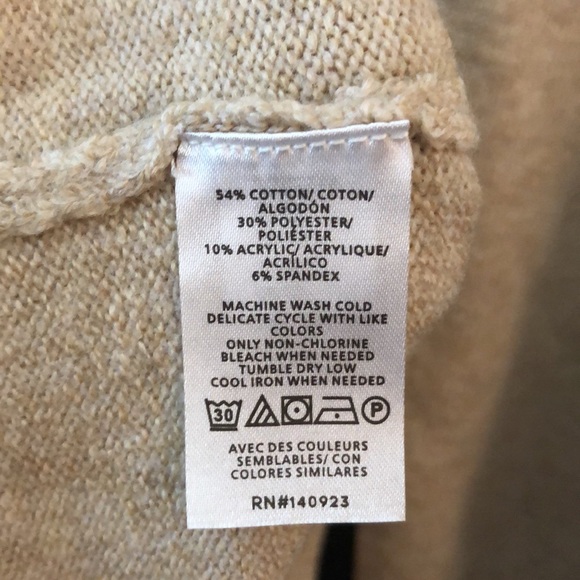 54% COTTON/ COTON/
ALGODÓN
30% POLYESTER/
POLIÉSTER
10% ACRYLIC/ ACRYLIQUE/
ACRÍLICO
6% SPANDEX
MACHINE WASH COLD
DELICATE CYCLE WITH LIKE
COLORS
ONLY NON-CHLORINE
BLEACH WHEN NEEDED
TUMBLE DRY LOW
COOL IRON WHEN NEEDED
30 P
AVEC DES COULEURS
SEMBLABLES/ CON
COLORES SIMILARES
RN#140923